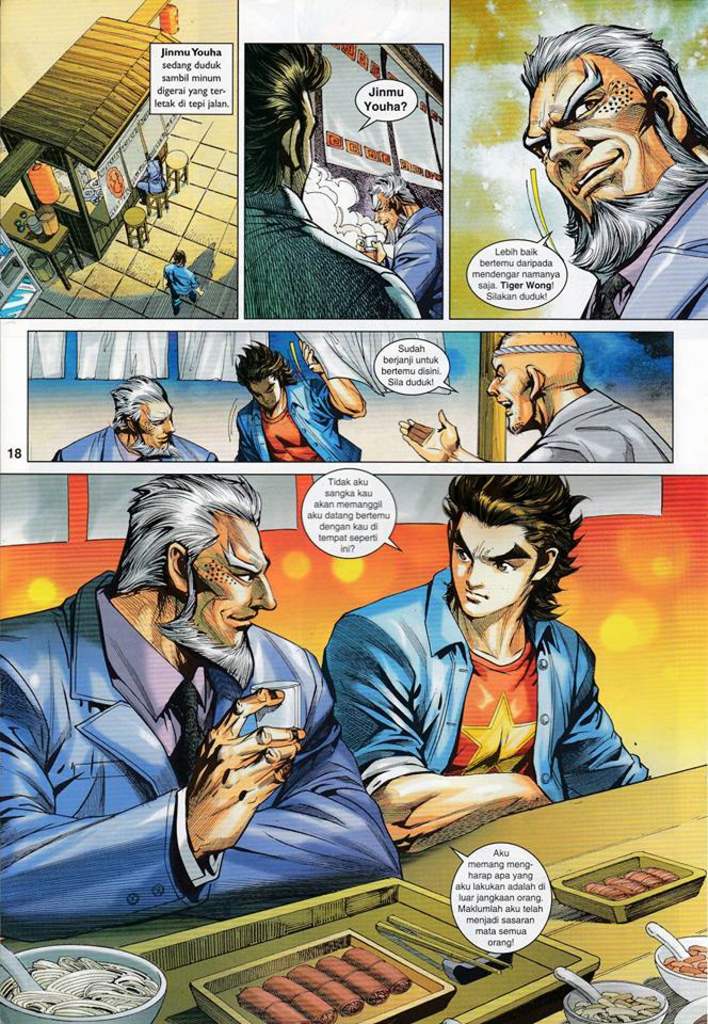 Jinmu Youha
sedang duduk
sambil minum
digerai yang ter-
letak di tepi jalan.
Jinmu
Youha?
Lebih baik
bertemu daripada
mendengar namanya
saja. Tiger Wong!
Silakan duduk!
Sudah
berjanji untuk
bertemu disini.
Sila duduk!
18
Tidak aku
sangka kau
akan memanggil
aku datang bertemu
dengan kau di
tempat seperti
ini?
Aku
memang meng-
harap apa yang
aku lakukan adalah di
luar jangkaan orang.
Maklumlah aku telah
menjadi sasaran
mata semua
orang!